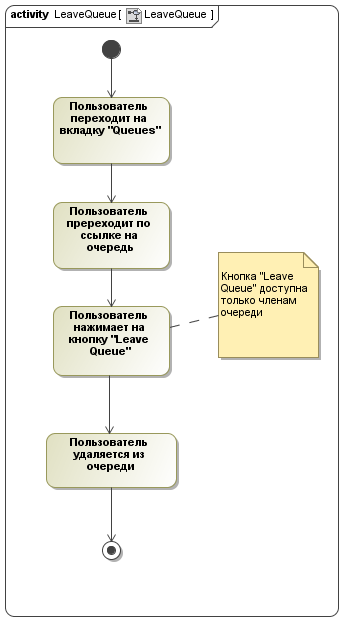 activity LeaveQueue[ LeaveQueue ]
Пользователь
переходит на
вкладку "Queues"
Пользователь
пререходит по
ссылке на
очередь
Пользователь
нажимает на
кнопку "Leave
Queue"
Кнопка "Leave
Queue" доступна
только членам
очереди
Пользователь
удаляется из
очереди